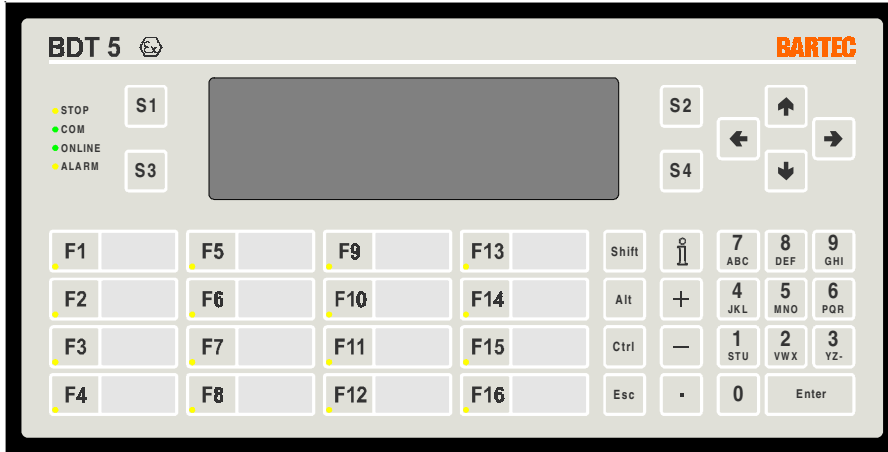 BDT 5 Ex BARTEC
STOP
COM
ONLINE
ALARM
S1
S3
S2
S4
F1 F5 F9 F13 Shift i 7 ABC 8 DEF 9 GHI
F2 F6 F10 F14 Alt + 4 JKL 5 MNO 6 PQR
F3 F7 F11 F15 Ctrl — 1 STU 2 VWX 3 YZ-
F4 F8 F12 F16 Esc . 0 Enter